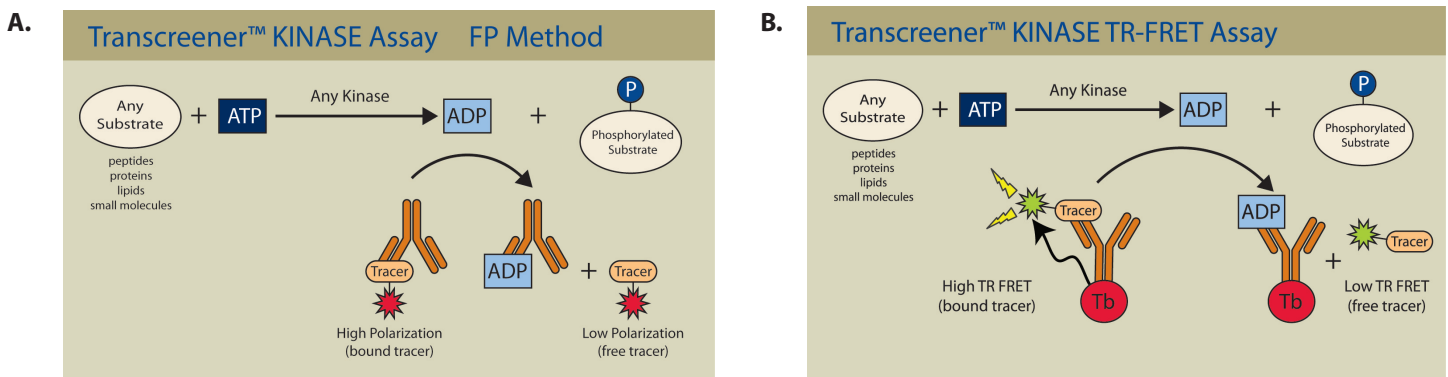 A.
Transcreener™ KINASE Assay FP Method
Any
Substrate
+
ATP
Any Kinase
ADP
+
P
Phosphorylated
Substrate
peptides
proteins
lipids
small molecules
Tracer
ADP
+
Tracer
High Polarization
(bound tracer)
Low Polarization
(free tracer)
B.
Transcreener™ KINASE TR-FRET Assay
Any
Substrate
+
ATP
Any Kinase
ADP
+
P
Phosphorylated
Substrate
peptides
proteins
lipids
small molecules
Tracer
ADP
+
Tracer
High TR FRET
(bound tracer)
Tb
Tb
Low TR FRET
(free tracer)